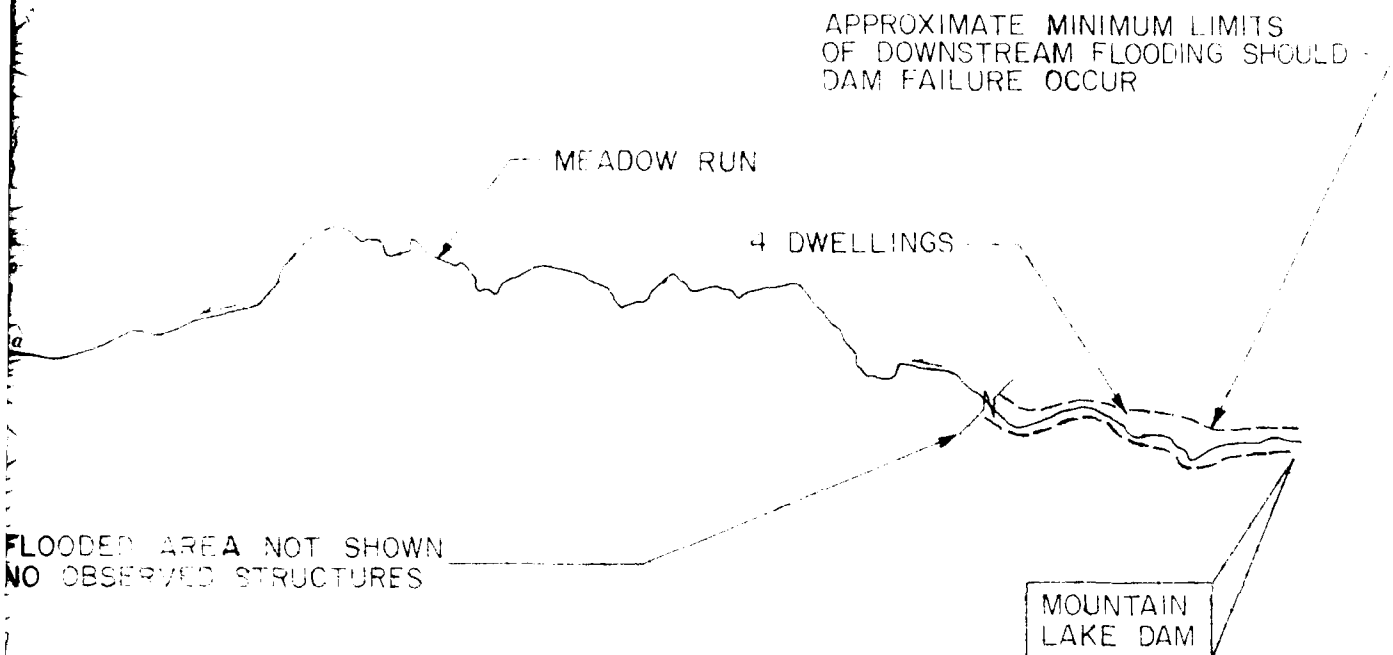 APPROXIMATE MINIMUM LIMITS
OF DOWNSTREAM FLOODING SHOULD
DAM FAILURE OCCUR
MEADOW RUN
4 DWELLINGS
FLOODED AREA NOT SHOWN
NO OBSERVED STRUCTURES
MOUNTAIN
LAKE DAM